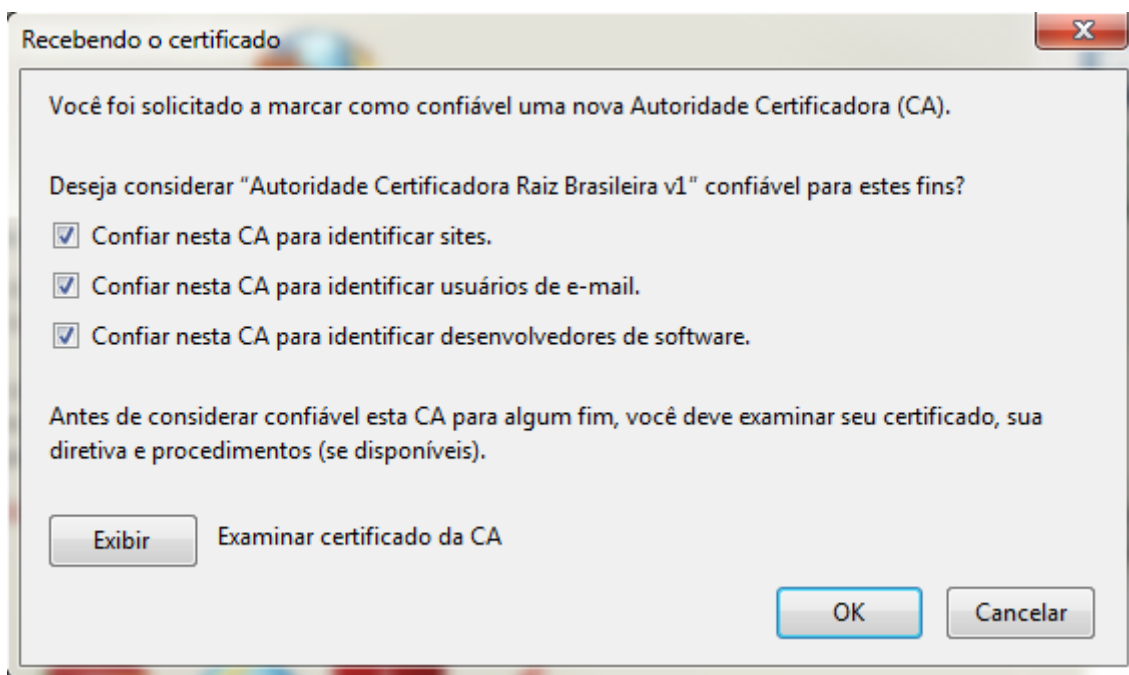 Recebendo o certificado
Você foi solicitado a marcar como confiável uma nova Autoridade Certificadora (CA).
Deseja considerar “Autoridade Certificadora Raiz Brasileira v1” confiável para estes fins?
Confiar nesta CA para identificar sites.
Confiar nesta CA para identificar usuários de e-mail.
Confiar nesta CA para identificar desenvolvedores de software.
Antes de considerar confiável esta CA para algum fim, você deve examinar seu certificado, sua
diretiva e procedimentos (se disponíveis).
Exibir Examinar certificado da CA
OK Cancelar